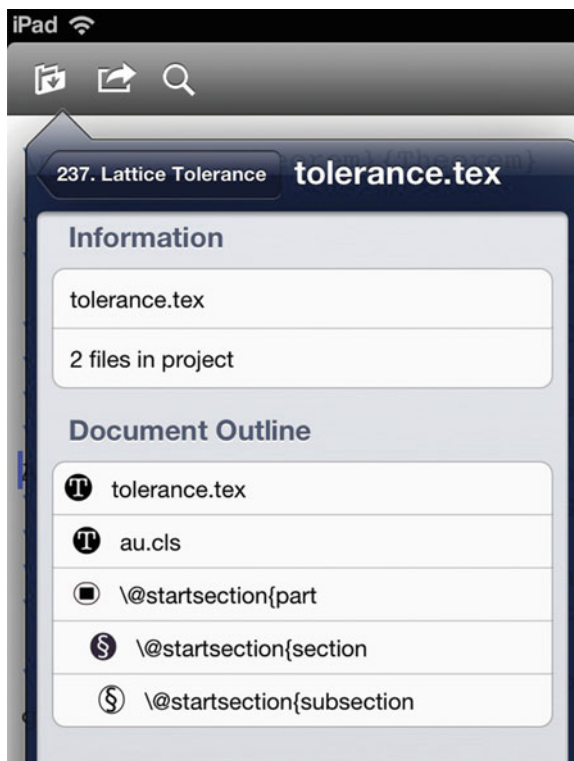 iPad
237. Lattice Tolerance
tolerance.tex
Information
tolerance.tex
2 files in project
Document Outline
tolerance.tex
au.cls
\@startsection{part
\@startsection{section
\@startsection{subsection